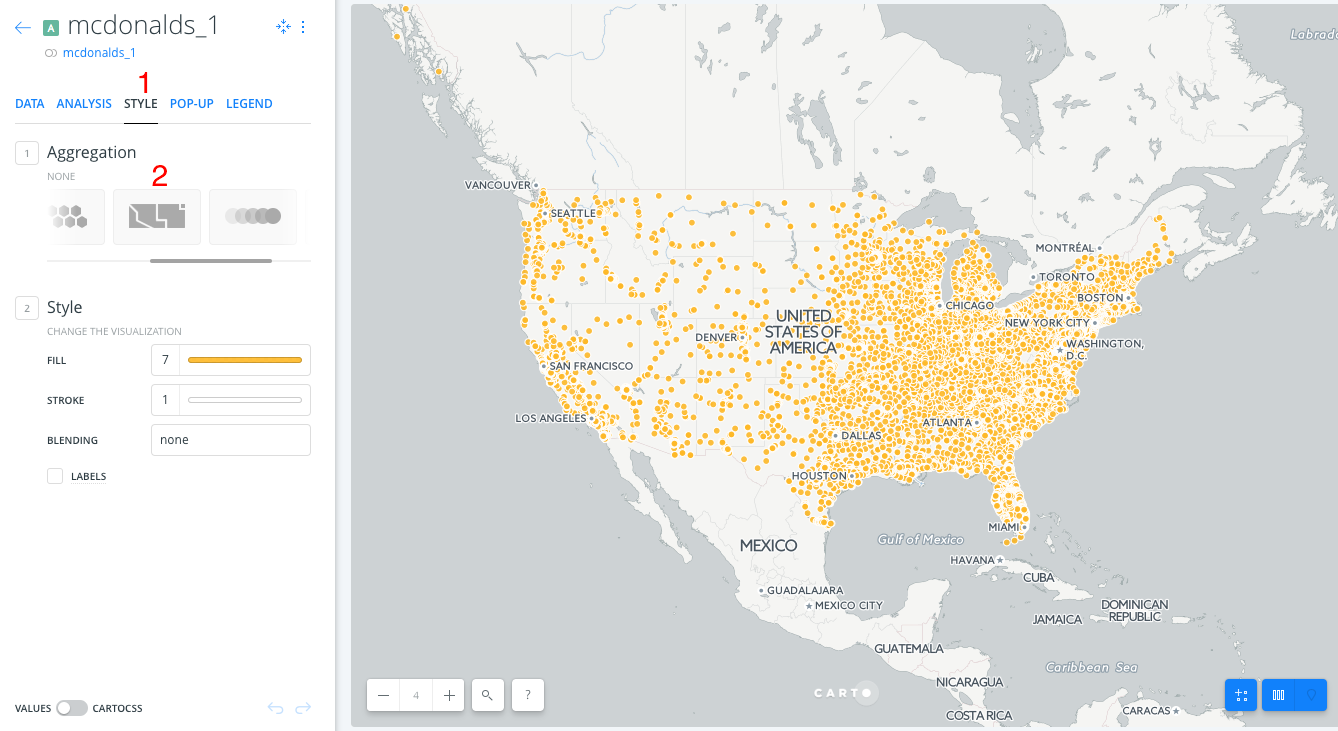 A mcdonalds_1
mcdonalds_1
1
DATA ANALYSIS STYLE POP-UP LEGEND
1 Aggregation
NONE
2
2 Style
CHANGE THE VISUALIZATION
FILL 7
STROKE 1
BLENDING none
LABELS
VALUES CARTOCSS
Labrado
VANCOUVER
SEATTLE
MONTRÉAL
TORONTO
BOSTON
CHICAGO
NEW YORK CITY
UNITED
STATES OF
AMERICA
DENVER
WASHINGTON,
D.C.
SAN FRANCISCO
LOS ANGELES
ATLANTA
DALLAS
HOUSTON
MIAMI
Gulf of Mexico
MEXICO
HAVANA
CUBA
GUADALAJARA
MEXICO CITY
DOMINICAN
REPUBLIC
JAMAICA
GUATEMALA
Caribbean Sea
NICARAGUA
4
?
CARTO
CARACAS
COSTA RICA